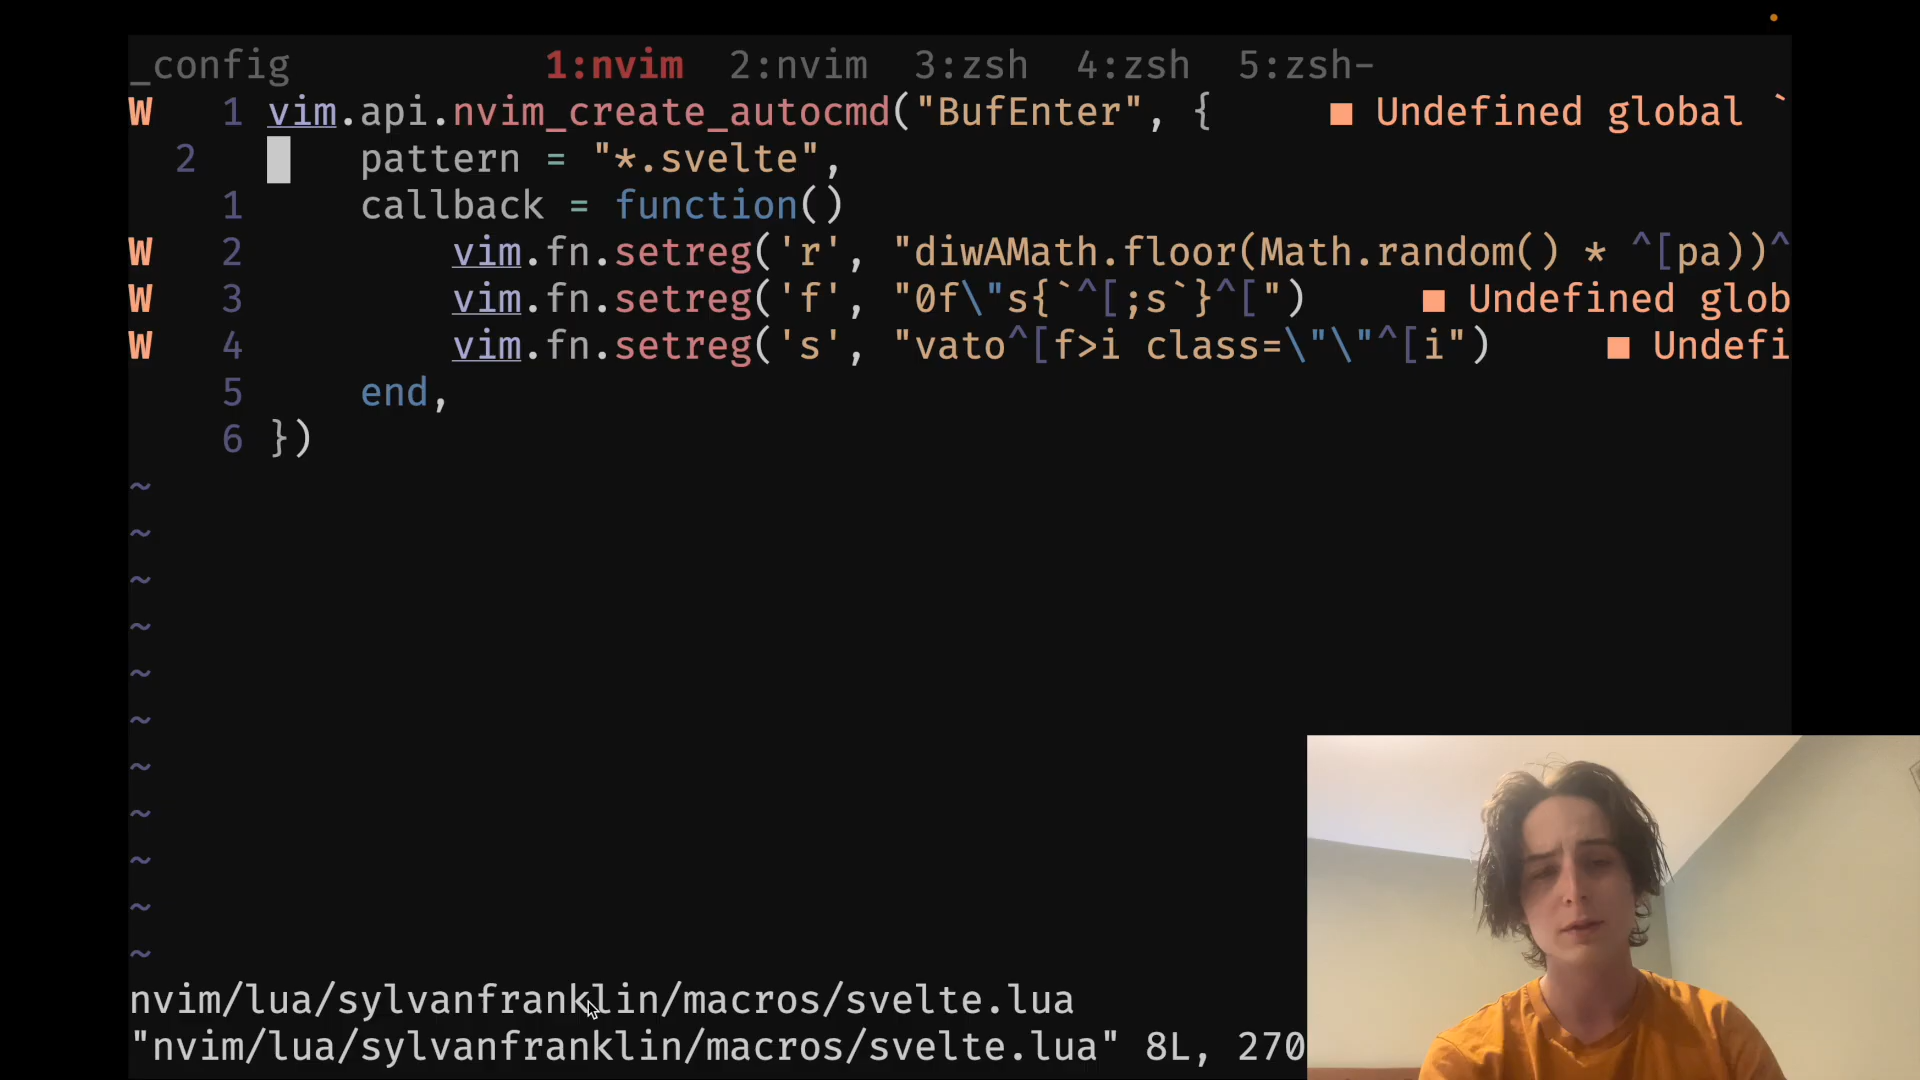 _config 1:nvim 2:nvim 3:zsh 4:zsh 5:zsh-
W 1 vim.api.nvim_create_autocmd("BufEnter", { ■ Undefined global `
2 pattern = "*.svelte",
1 callback = function()
W 2 vim.fn.setreg('r', "diwAMath.floor(Math.random() * ^[pa))^
W 3 vim.fn.setreg('f', "0f\"s{`^[;s`}^[") ■ Undefined glob
W 4 vim.fn.setreg('s', "vato^[f>i class=\"\"^[i") ■ Undefi
5 end,
6 })
~
~
~
~
~
~
~
~
~
~
~
nvim/lua/sylvanfranklin/macros/svelte.lua
"nvim/lua/sylvanfranklin/macros/svelte.lua" 8L, 270